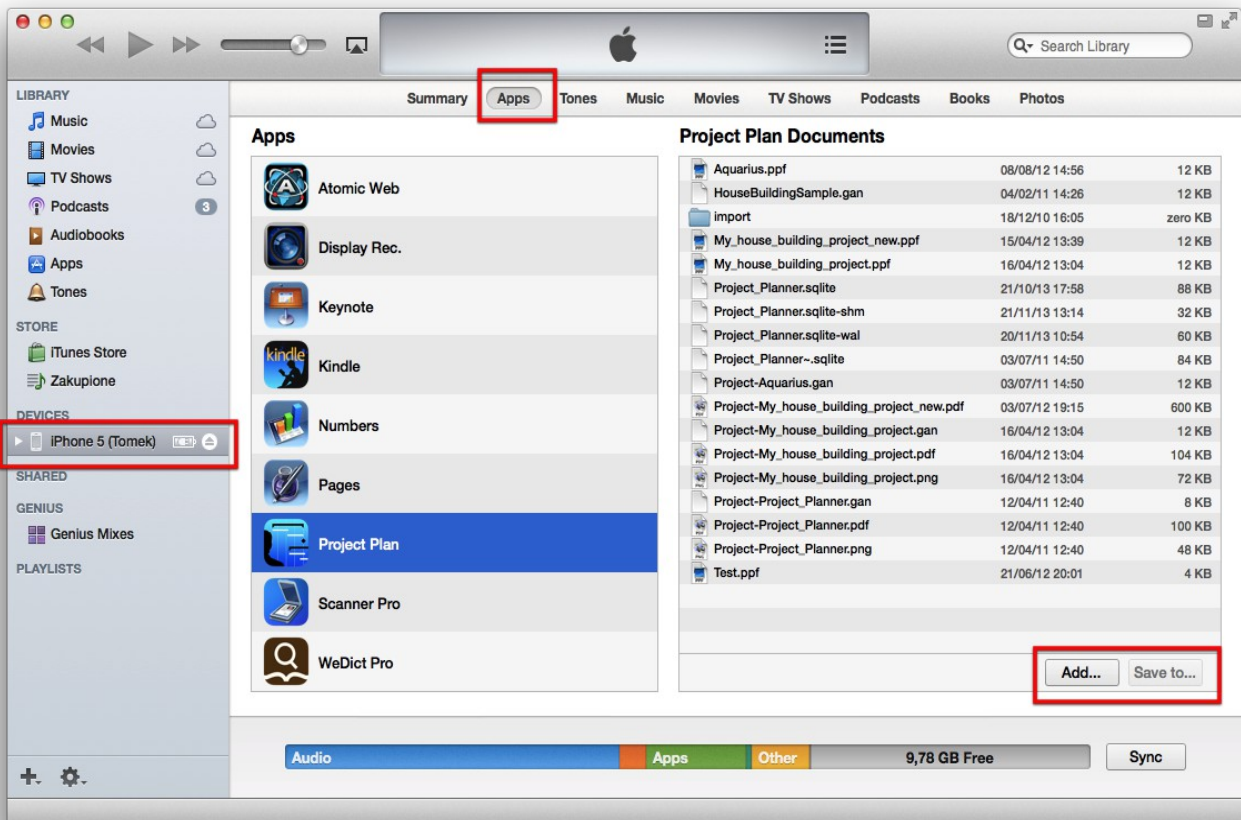 Search Library
LIBRARY
Music
Movies
TV Shows
Podcasts 3
Audiobooks
Apps
Tones
STORE
iTunes Store
Zakupione
DEVICES
iPhone 5 (Tomek)
SHARED
GENIUS
Genius Mixes
PLAYLISTS
Summary Apps Tones Music Movies TV Shows Podcasts Books Photos
Apps
Atomic Web
Display Rec.
Keynote
kindle
Kindle
Numbers
Pages
Project Plan
Scanner Pro
WeDict Pro
Project Plan Documents
Aquarius.ppf 08/08/12 14:56 12 KB
HouseBuildingSample.gan 04/02/11 14:26 12 KB
import 18/12/10 16:05 zero KB
My_house_building_project_new.ppf 15/04/12 13:39 12 KB
My_house_building_project.ppf 16/04/12 13:04 12 KB
Project_Planner.sqlite 21/10/13 17:58 88 KB
Project_Planner.sqlite-shm 21/11/13 13:14 32 KB
Project_Planner.sqlite-wal 20/11/13 10:54 60 KB
Project_Planner~.sqlite 03/07/11 14:50 84 KB
Project-Aquarius.gan 03/07/11 14:50 12 KB
Project-My_house_building_project_new.pdf 03/07/12 19:15 600 KB
Project-My_house_building_project.gan 16/04/12 13:04 12 KB
Project-My_house_building_project.pdf 16/04/12 13:04 104 KB
Project-My_house_building_project.png 16/04/12 13:04 72 KB
Project-Project_Planner.gan 12/04/11 12:40 8 KB
Project-Project_Planner.pdf 12/04/11 12:40 100 KB
Project-Project_Planner.png 12/04/11 12:40 48 KB
Test.ppf 21/06/12 20:01 4 KB
Add... Save to...
Audio Apps Other 9,78 GB Free Sync